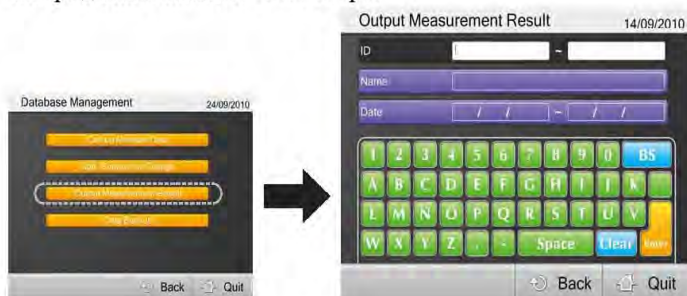 Database Management 24/09/2010
Output Measurement Result
Back Quit
Output Measurement Result 14/09/2010
ID ~
Name
Date / / ~ / /
1 2 3 4 5 6 7 8 9 0 BS
A B C D E F G H I J K
L M N O P Q R S T U V
W X Y Z . - Space Clear Enter
Back Quit